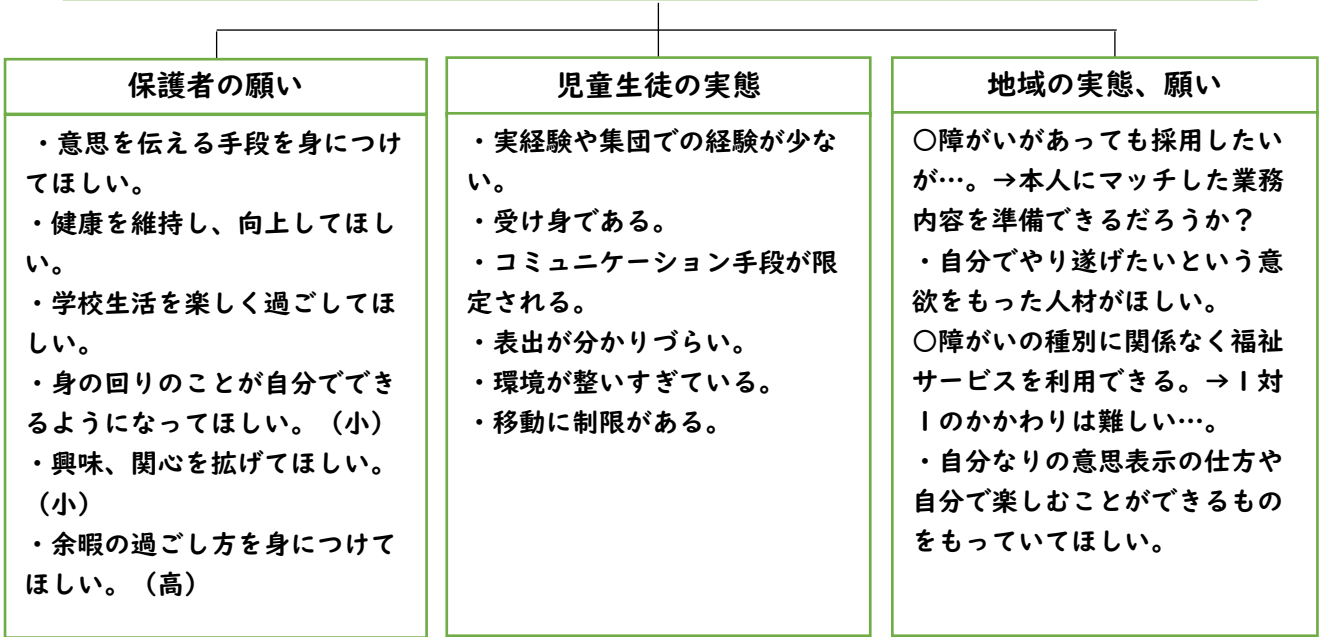 保護者の願い
・意思を伝える手段を身につけ
てほしい。
・健康を維持し、向上してほし
い。
・学校生活を楽しく過ごしてほ
しい。
・身の回りのことが自分ででき
るようになってほしい。（小）
・興味、関心を拡げてほしい。
（小）
・余暇の過ごし方を身につけて
ほしい。（高）
児童生徒の実態
・実経験や集団での経験が少な
い。
・受け身である。
・コミュニケーション手段が限
定される。
・表出が分かりづらい。
・環境が整いすぎている。
・移動に制限がある。
地域の実態、願い
○障がいがあっても採用したい
が…。→本人にマッチした業務
内容を準備できるだろうか？
・自分でやり遂げたいという意
欲をもった人材がほしい。
○障がいの種別に関係なく福祉
サービスを利用できる。→１対
１のかかわりは難しい…。
・自分なりの意思表示の仕方や
自分で楽しむことができるもの
をもっていてほしい。